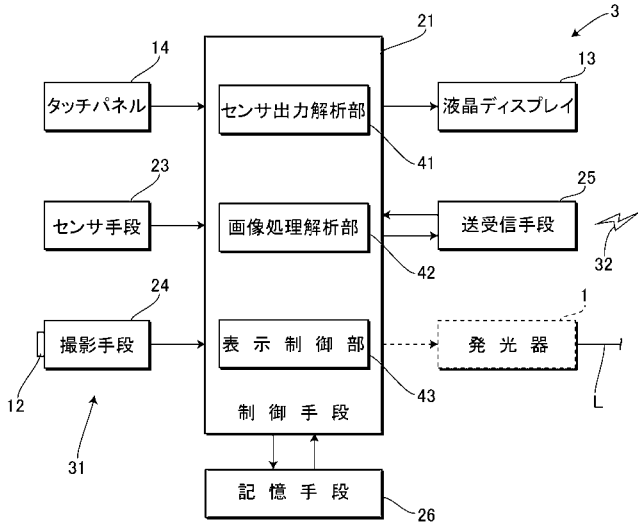 3
21
14
13
タッチパネル
センサ出力解析部
液晶ディスプレイ
41
23
25
センサ手段
画像処理解析部
送受信手段
42
32
24
1
撮影手段
表示制御部
発光器
12
43
L
制御手段
31
記憶手段
26